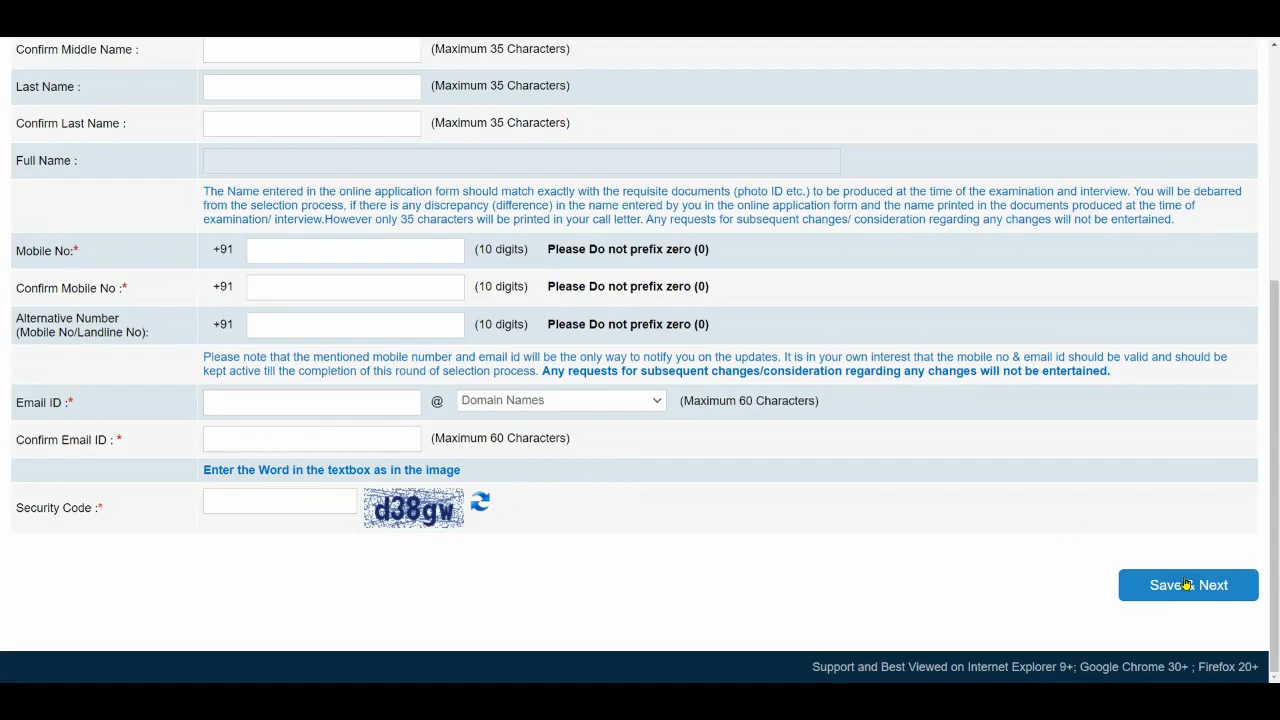 Confirm Middle Name : (Maximum 35 Characters)
Last Name : (Maximum 35 Characters)
Confirm Last Name : (Maximum 35 Characters)
Full Name :
The Name entered in the online application form should match exactly with the requisite documents (photo ID etc.) to be produced at the time of the examination and interview. You will be debarred
from the selection process, if there is any discrepancy (difference) in the name entered by you in the online application form and the name printed in the documents produced at the time of
examination/ interview.However only 35 characters will be printed in your call letter. Any requests for subsequent changes/ consideration regarding any changes will not be entertained.
Mobile No:* +91 (10 digits) Please Do not prefix zero (0)
Confirm Mobile No :* +91 (10 digits) Please Do not prefix zero (0)
Alternative Number
(Mobile No/Landline No): +91 (10 digits) Please Do not prefix zero (0)
Please note that the mentioned mobile number and email id will be the only way to notify you on the updates. It is in your own interest that the mobile no & email id should be valid and should be
kept active till the completion of this round of selection process. Any requests for subsequent changes/consideration regarding any changes will not be entertained.
Email ID :* @ Domain Names (Maximum 60 Characters)
Confirm Email ID : * (Maximum 60 Characters)
Enter the Word in the textbox as in the image
Security Code :* d38gw
Save & Next
Support and Best Viewed on Internet Explorer 9+; Google Chrome 30+ ; Firefox 20+